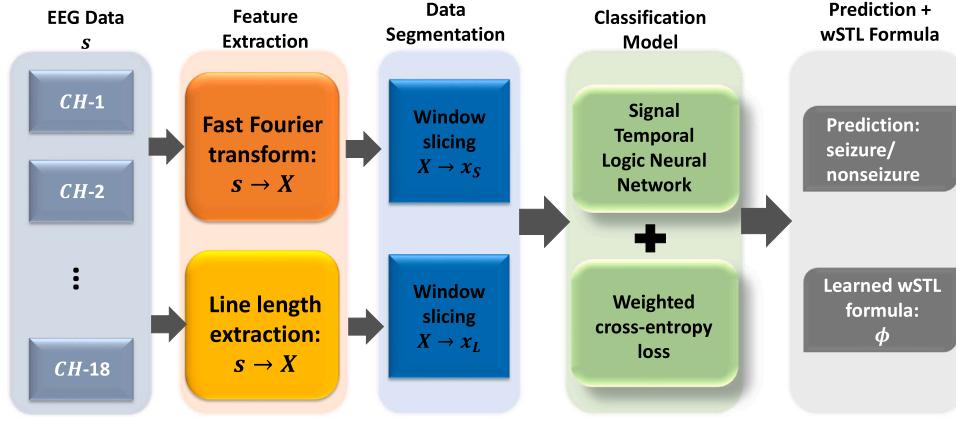 EEG Data
s
CH-1
CH-2
⋮
CH-18
Feature
Extraction
Fast Fourier
transform:
s → X
Line length
extraction:
s → X
Data
Segmentation
Window
slicing
X → x_S
Window
slicing
X → x_L
Classification
Model
Signal
Temporal
Logic Neural
Network
+
Weighted
cross-entropy
loss
Prediction +
wSTL Formula
Prediction:
seizure/
nonseizure
Learned wSTL
formula:
ϕ